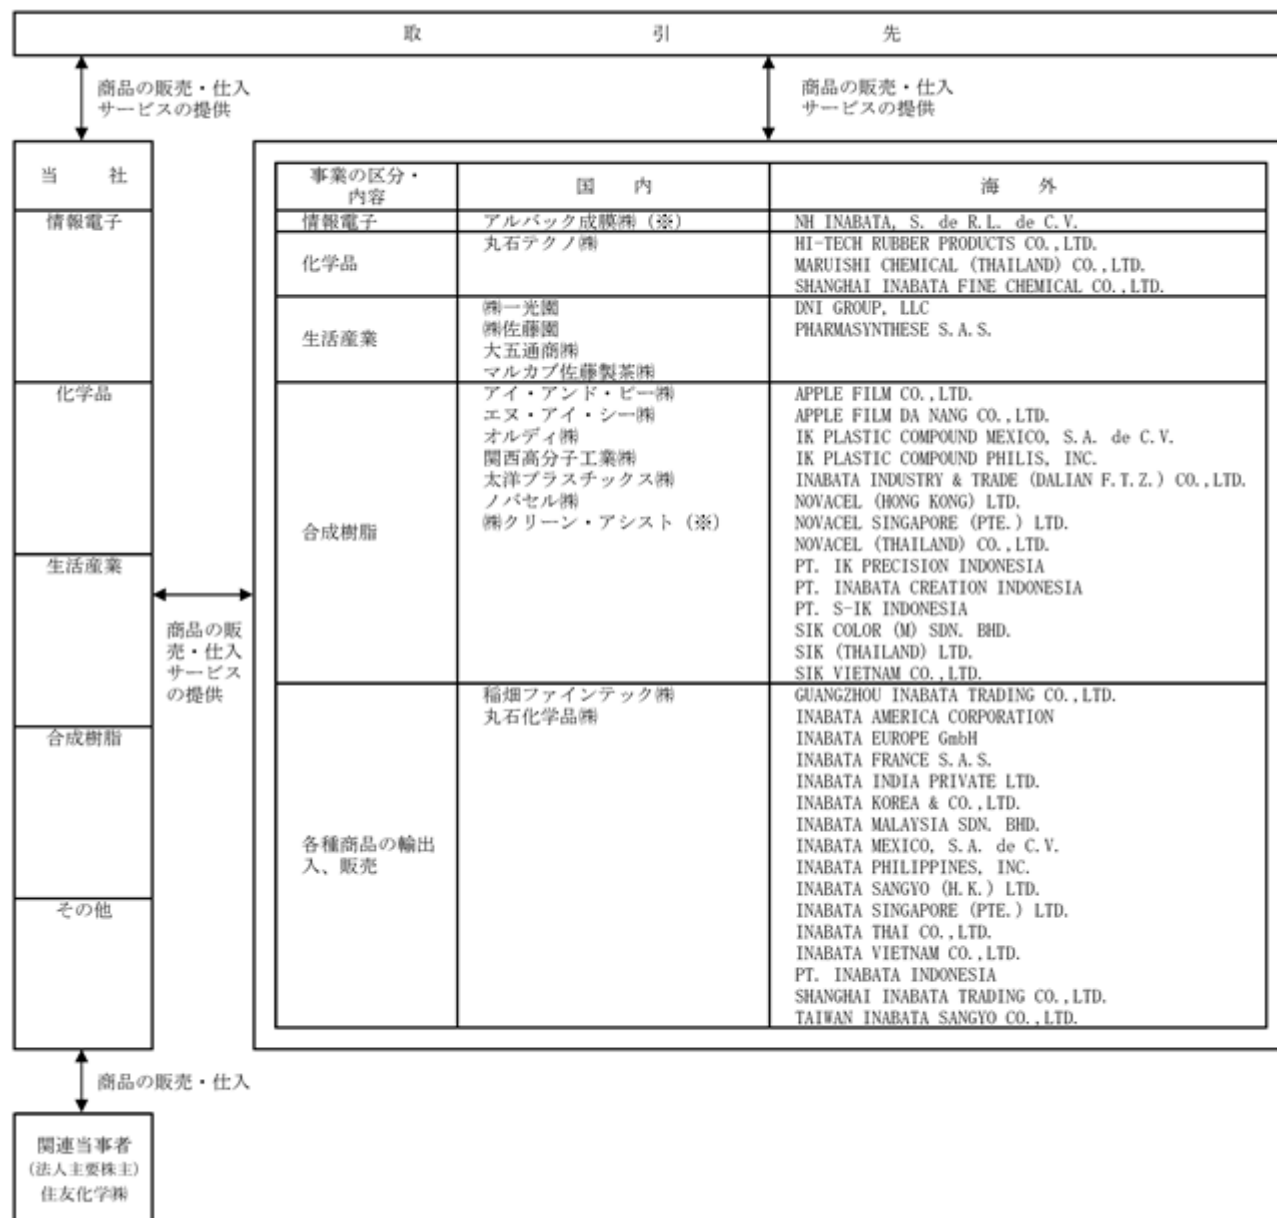 取引先
商品の販売・仕入
サービスの提供
商品の販売・仕入
サービスの提供
当社
情報電子
化学品
生活産業
合成樹脂
その他
商品の販
売・仕入
サービス
の提供
事業の区分・
内容
国内
海外
情報電子
アルバック成膜㈱（※）
NH INABATA, S. de R.L. de C.V.
化学品
丸石テクノ㈱
HI-TECH RUBBER PRODUCTS CO.,LTD.
MARUISHI CHEMICAL (THAILAND) CO.,LTD.
SHANGHAI INABATA FINE CHEMICAL CO.,LTD.
生活産業
㈱一光園
㈱佐藤園
大五通商㈱
マルカブ佐藤製茶㈱
DNI GROUP, LLC
PHARMASYNTHESE S.A.S.
合成樹脂
アイ・アンド・ピー㈱
エヌ・アイ・シー㈱
オルディ㈱
関西高分子工業㈱
太洋プラスチックス㈱
ノバセル㈱
㈱クリーン・アシスト（※）
APPLE FILM CO.,LTD.
APPLE FILM DA NANG CO.,LTD.
IK PLASTIC COMPOUND MEXICO, S.A. de C.V.
IK PLASTIC COMPOUND PHILIS, INC.
INABATA INDUSTRY & TRADE (DALIAN F.T.Z.) CO.,LTD.
NOVACEL (HONG KONG) LTD.
NOVACEL SINGAPORE (PTE.) LTD.
NOVACEL (THAILAND) CO.,LTD.
PT. IK PRECISION INDONESIA
PT. INABATA CREATION INDONESIA
PT. S-IK INDONESIA
SIK COLOR (M) SDN. BHD.
SIK (THAILAND) LTD.
SIK VIETNAM CO.,LTD.
各種商品の輸出
入、販売
稲畑ファインテック㈱
丸石化学品㈱
GUANGZHOU INABATA TRADING CO.,LTD.
INABATA AMERICA CORPORATION
INABATA EUROPE GmbH
INABATA FRANCE S.A.S.
INABATA INDIA PRIVATE LTD.
INABATA KOREA & CO.,LTD.
INABATA MALAYSIA SDN. BHD.
INABATA MEXICO, S.A. de C.V.
INABATA PHILIPPINES, INC.
INABATA SANGYO (H.K.) LTD.
INABATA SINGAPORE (PTE.) LTD.
INABATA THAI CO.,LTD.
INABATA VIETNAM CO.,LTD.
PT. INABATA INDONESIA
SHANGHAI INABATA TRADING CO.,LTD.
TAIWAN INABATA SANGYO CO.,LTD.
商品の販売・仕入
関連当事者
（法人主要株主）
住友化学㈱